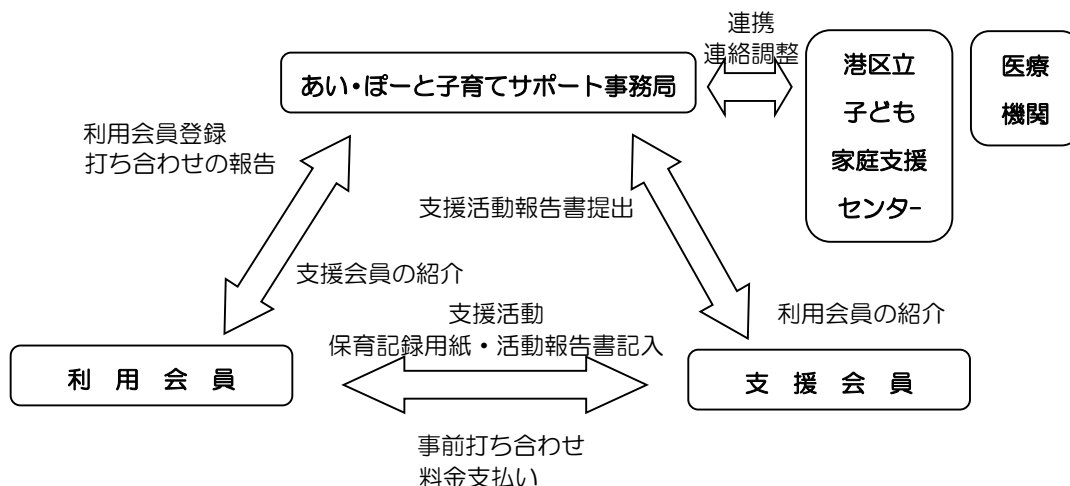 連携
連絡調整
あい・ぽーと子育てサポート事務局
港区立
子ども
家庭支援
センター
医療
機関
利用会員登録
打ち合わせの報告
支援活動報告書提出
支援会員の紹介
利用会員の紹介
支援活動
保育記録用紙・活動報告書記入
利　用　会　員
支　援　会　員
事前打ち合わせ
料金支払い